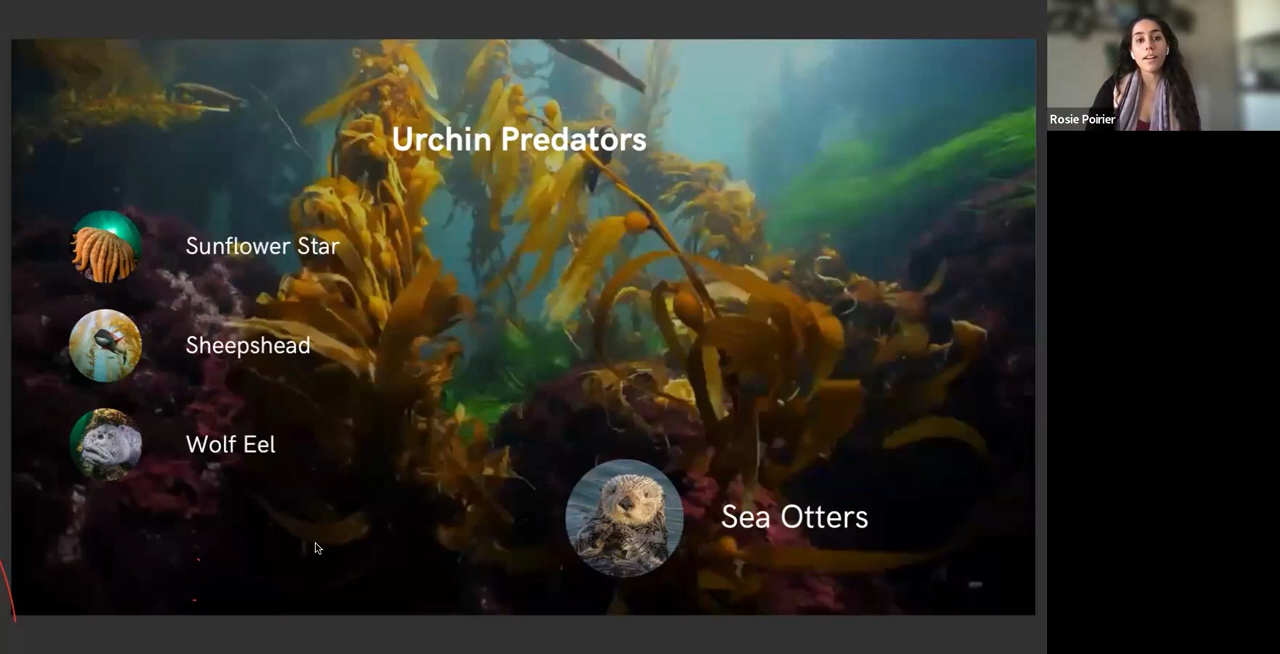 Urchin Predators
Sunflower Star
Sheepshead
Wolf Eel
Sea Otters
Rosie Poirier